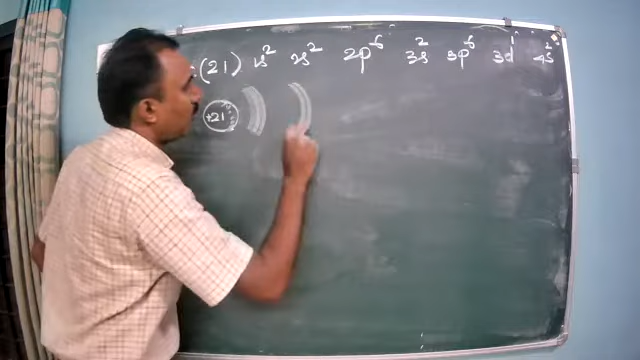 (21) 1s² 2s² 2p⁶ 3s² 3p⁶ 3d¹ 4s²
+21